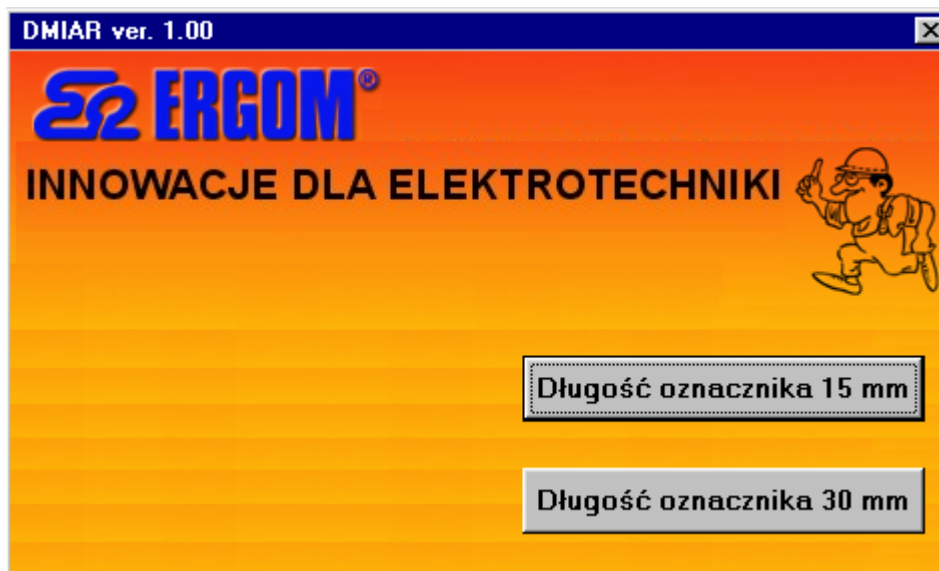 DMIAR ver. 1.00
ERGOM®
INNOWACJE DLA ELEKTROTECHNIKI
Długość oznacznika 15 mm
Długość oznacznika 30 mm